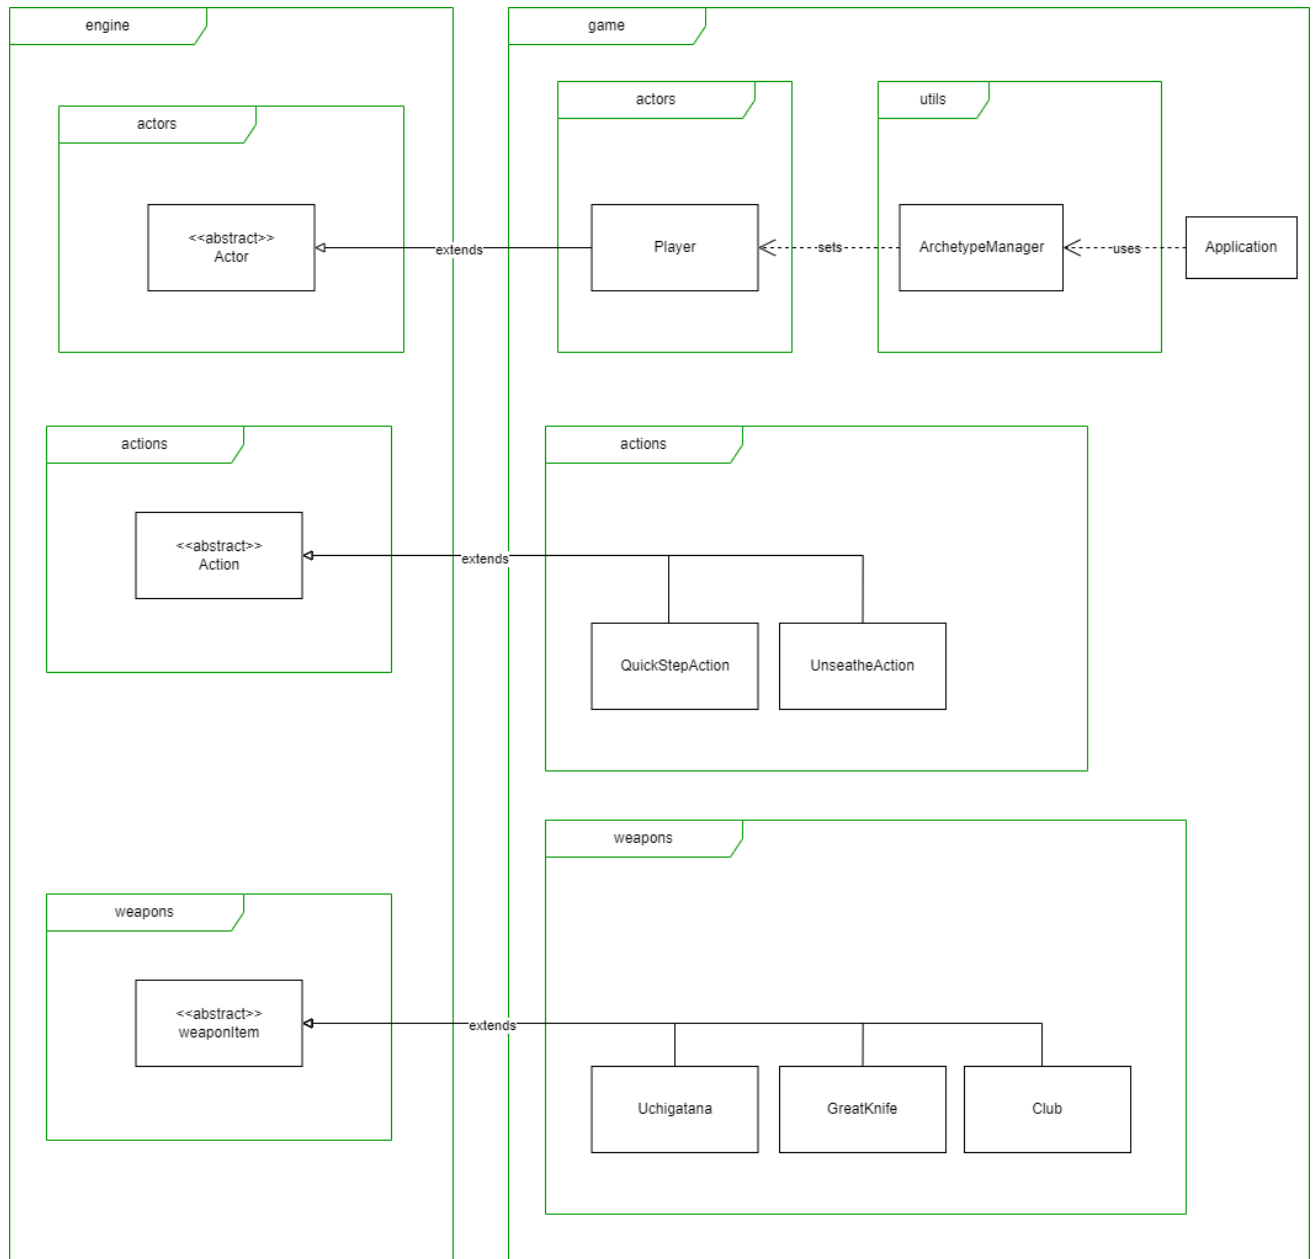 engine
game
actors
actors
utils
<<abstract>>
Actor
extends
Player
sets
ArchetypeManager
uses
Application
actions
actions
<<abstract>>
Action
extends
QuickStepAction
UnseatheAction
weapons
weapons
<<abstract>>
weaponItem
extends
Uchigatana
GreatKnife
Club